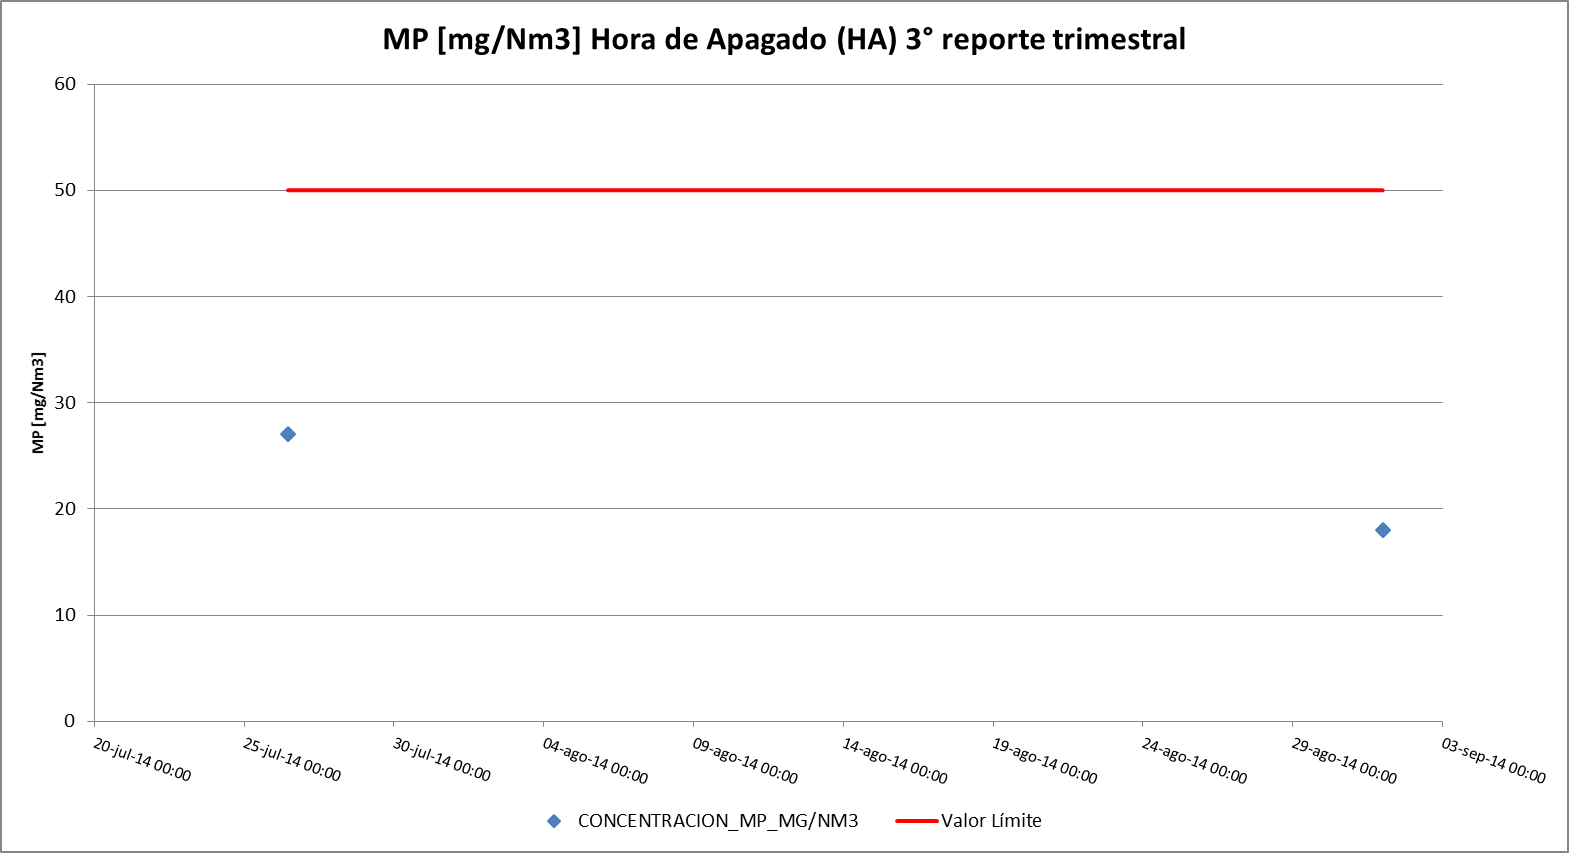 MP [mg/Nm3] Hora de Apagado (HA) 3° reporte trimestral
60
50
40
30
20
10
0
MP [mg/Nm3]
20-jul-14 00:00
25-jul-14 00:00
30-jul-14 00:00
04-ago-14 00:00
09-ago-14 00:00
14-ago-14 00:00
19-ago-14 00:00
24-ago-14 00:00
29-ago-14 00:00
03-sep-14 00:00
CONCENTRACION_MP_MG/NM3
Valor Límite